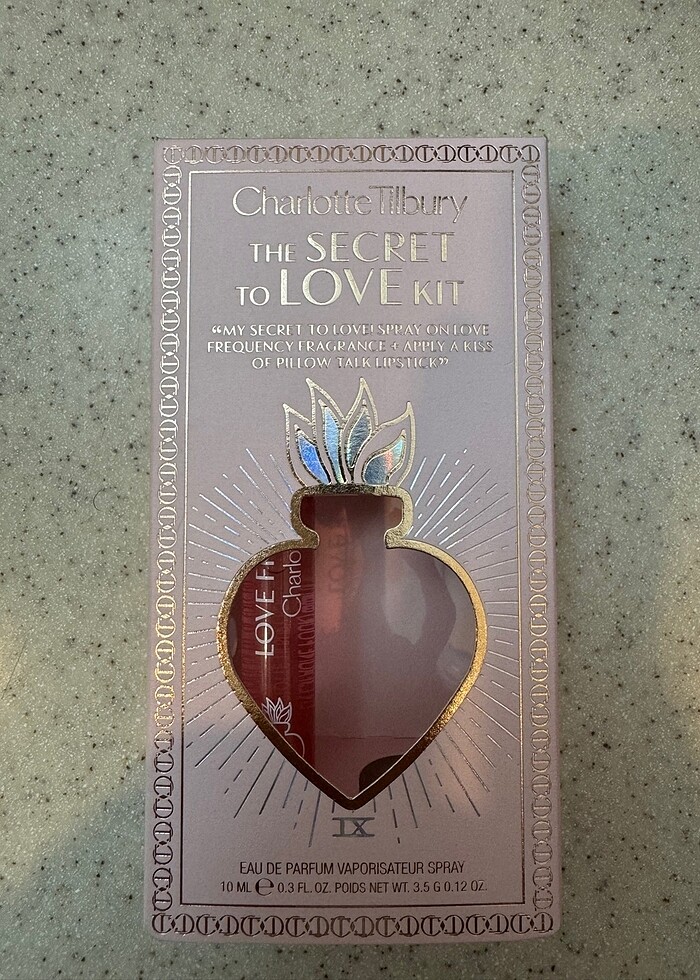 Charlotte Tilbury
THE SECRET
TO LOVE KIT
“MY SECRET TO LOVE! SPRAY ON LOVE
FREQUENCY FRAGRANCE + APPLY A KISS
OF PILLOW TALK LIPSTICK”
LOVE F
Charlo
IX
EAU DE PARFUM VAPORISATEUR SPRAY
10 ML ℮ 0.3 FL. OZ. POIDS NET WT. 3.5 G 0.12 OZ.